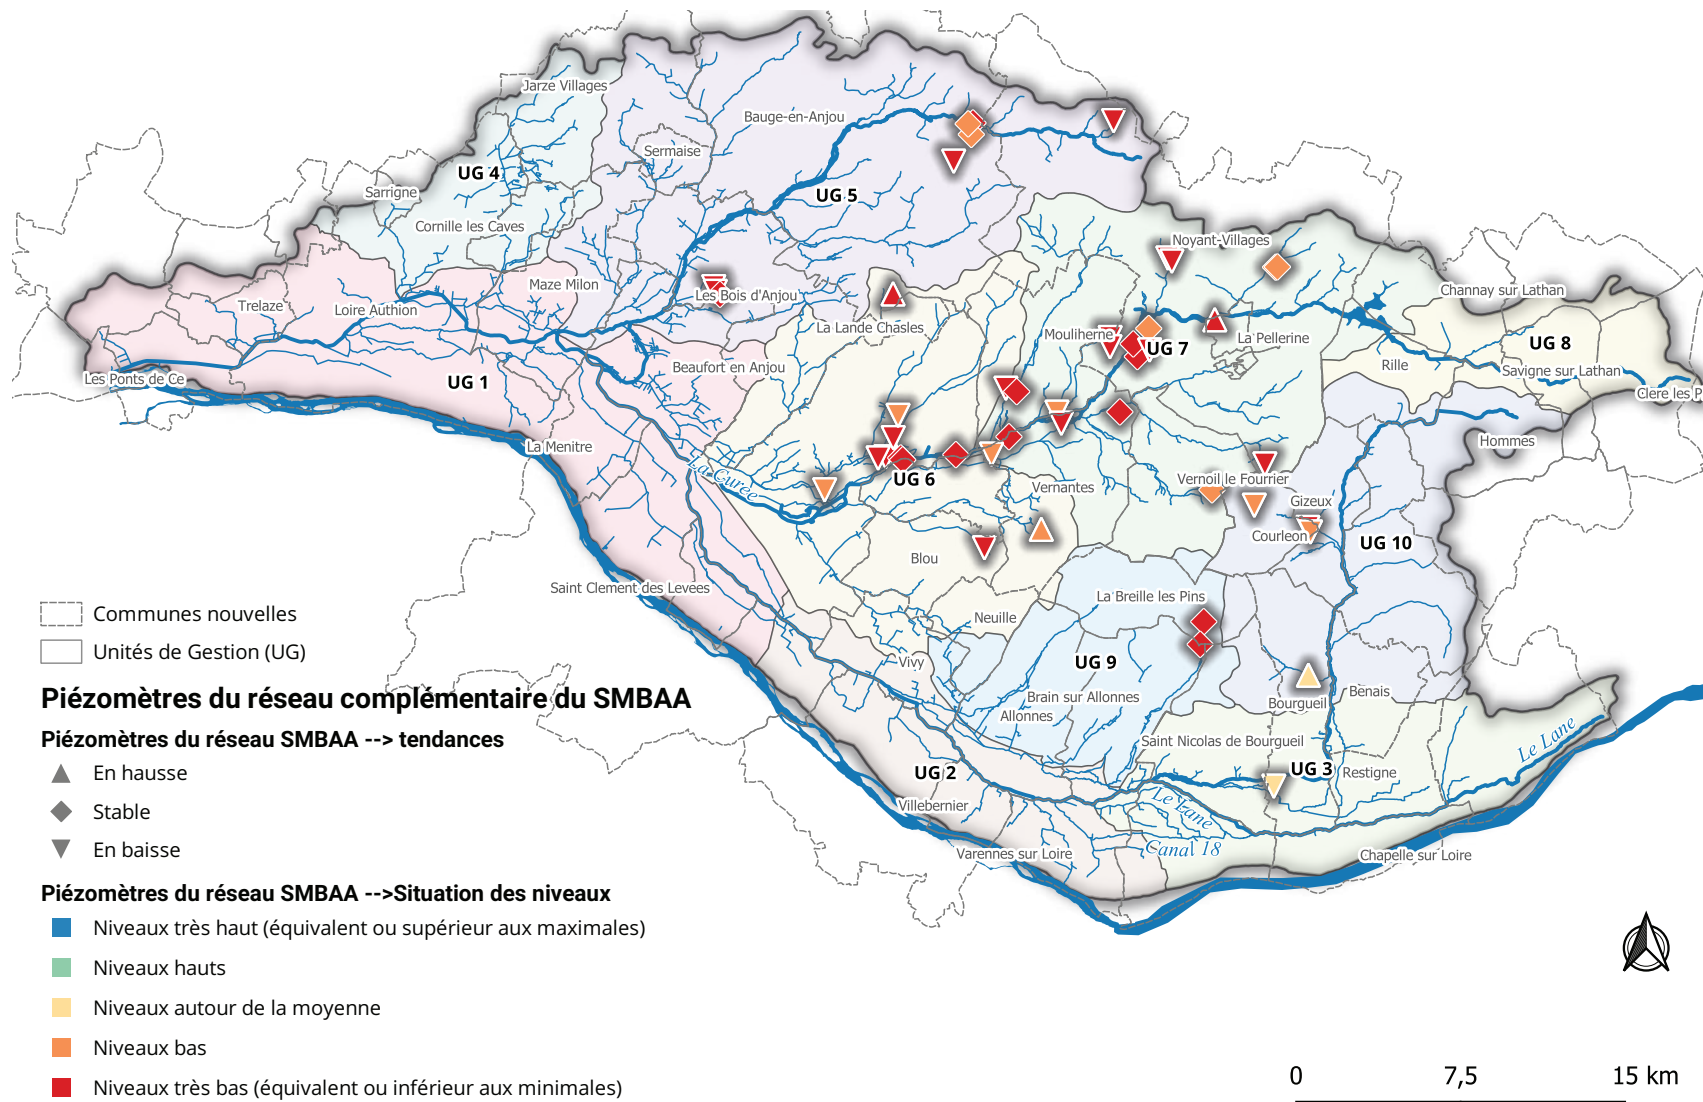 Jarze Villages
Bauge-en-Anjou
Sermaise
UG 4
Sarrigne
UG 5
Cornille les Caves
Noyant-Villages
Maze Milon
Les Bois d'Anjou
Channay sur Lathan
Trelaze
Loire Authion
La Lande Chasles
Mouliherne
La Pellerine
UG 7
UG 8
Beaufort en Anjou
Rille
Savigne sur Lathan
Les Ponts de Ce
UG 1
Clere les P
La Menitre
Hommes
La Curée
UG 6
Vernantes
Vernoil le Fourrier
Gizeux
Courleon
UG 10
Blou
Saint Clement des Levees
La Breille les Pins
Neuille
Vivy
UG 9
Brain sur Allonnes
Allonnes
Benais
Bourgueil
Saint Nicolas de Bourgueil
Le Lane
UG 2
UG 3
Restigne
Villebernier
Le Lane
Canal 18
Varennes sur Loire
Chapelle sur Loire
Communes nouvelles
Unités de Gestion (UG)
Piézomètres du réseau complémentaire du SMBAA
Piézomètres du réseau SMBAA --> tendances
En hausse
Stable
En baisse
Piézomètres du réseau SMBAA -->Situation des niveaux
Niveaux très haut (équivalent ou supérieur aux maximales)
Niveaux hauts
Niveaux autour de la moyenne
Niveaux bas
Niveaux très bas (équivalent ou inférieur aux minimales)
0 7,5 15 km